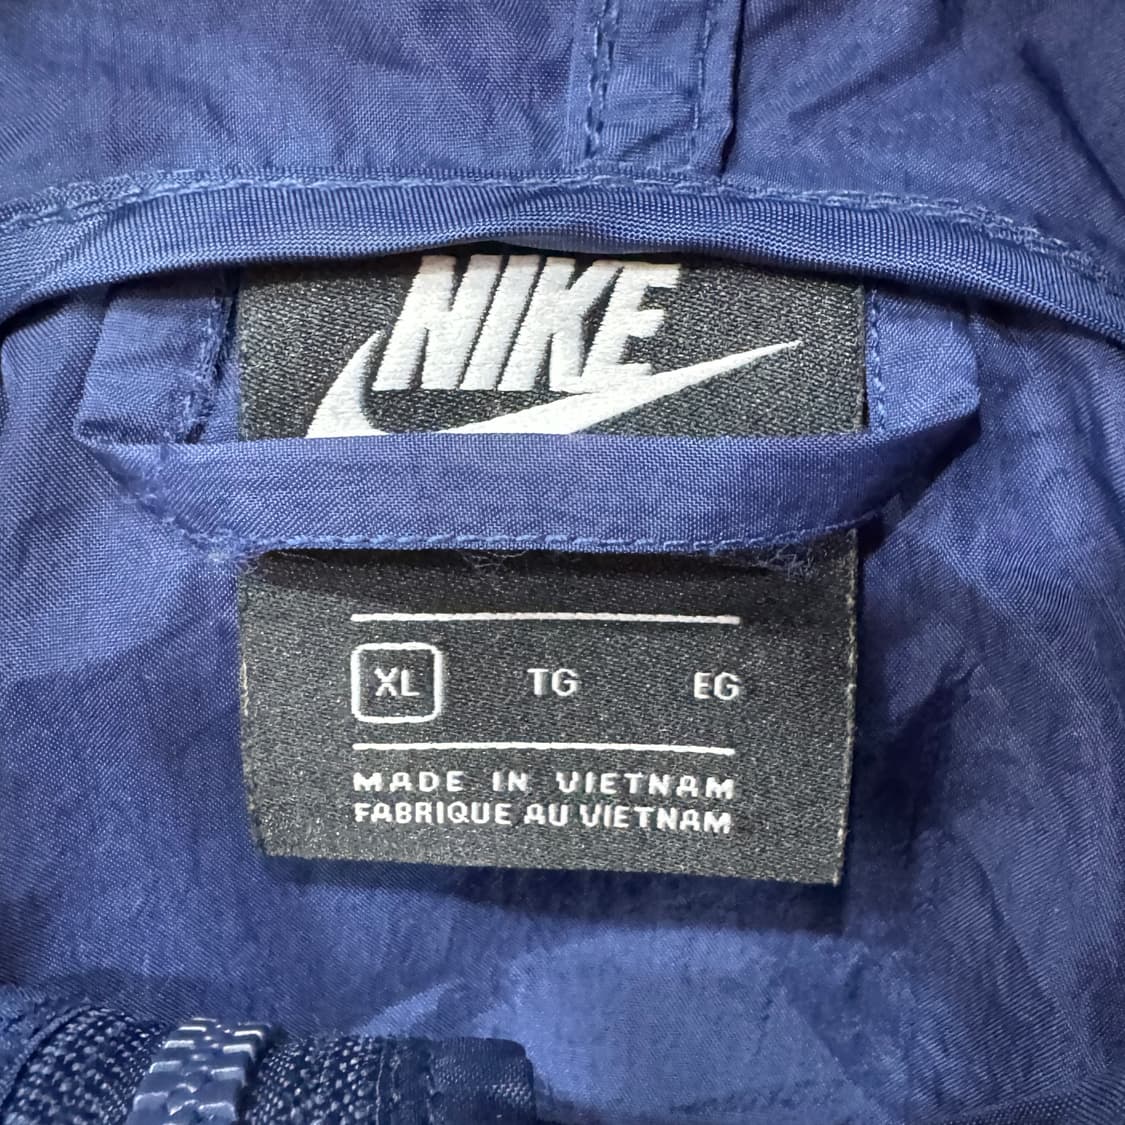 NIKE
XL TG EG
MADE IN VIETNAM
FABRIQUE AU VIETNAM